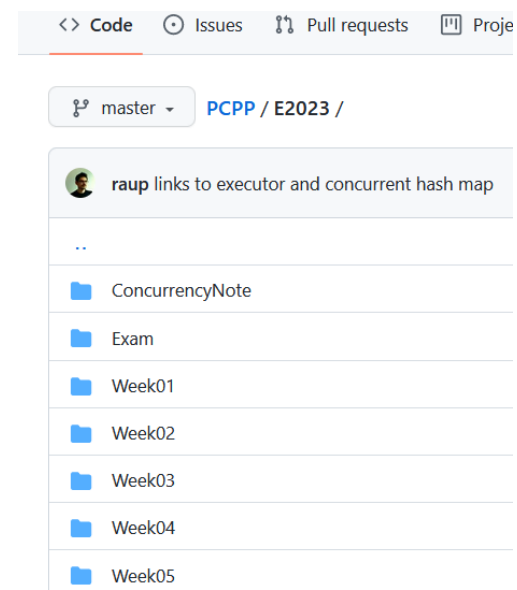 <> Code Issues Pull requests Proje
master PCPP / E2023 /
raup links to executor and concurrent hash map
..
ConcurrencyNote
Exam
Week01
Week02
Week03
Week04
Week05